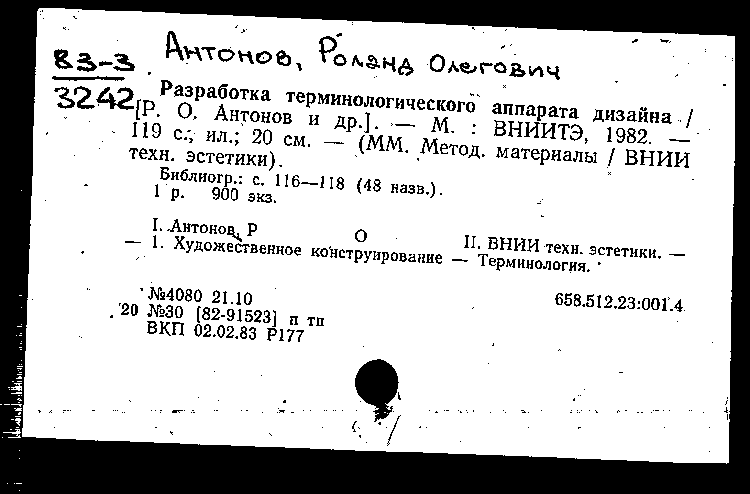 Антонов, Роланд Олегович
В3-3
3242
Разработка терминологического аппарата дизайна /
[Р. О. Антонов и др.]. — М. : ВНИИТЭ, 1982. —
119 с.; ил.; 20 см. — (ММ. Метод. материалы / ВНИИ
техн. эстетики).
Библиогр.: с. 116—118 (48 назв.).
1 р. 900 экз.
I. Антонов, Р О II. ВНИИ техн. эстетики. —
— 1. Художественное конструирование — Терминология.
№4080 21.10 658.512.23:001.4
20 №30 [82-91523] п тп
ВКП 02.02.83 Р177